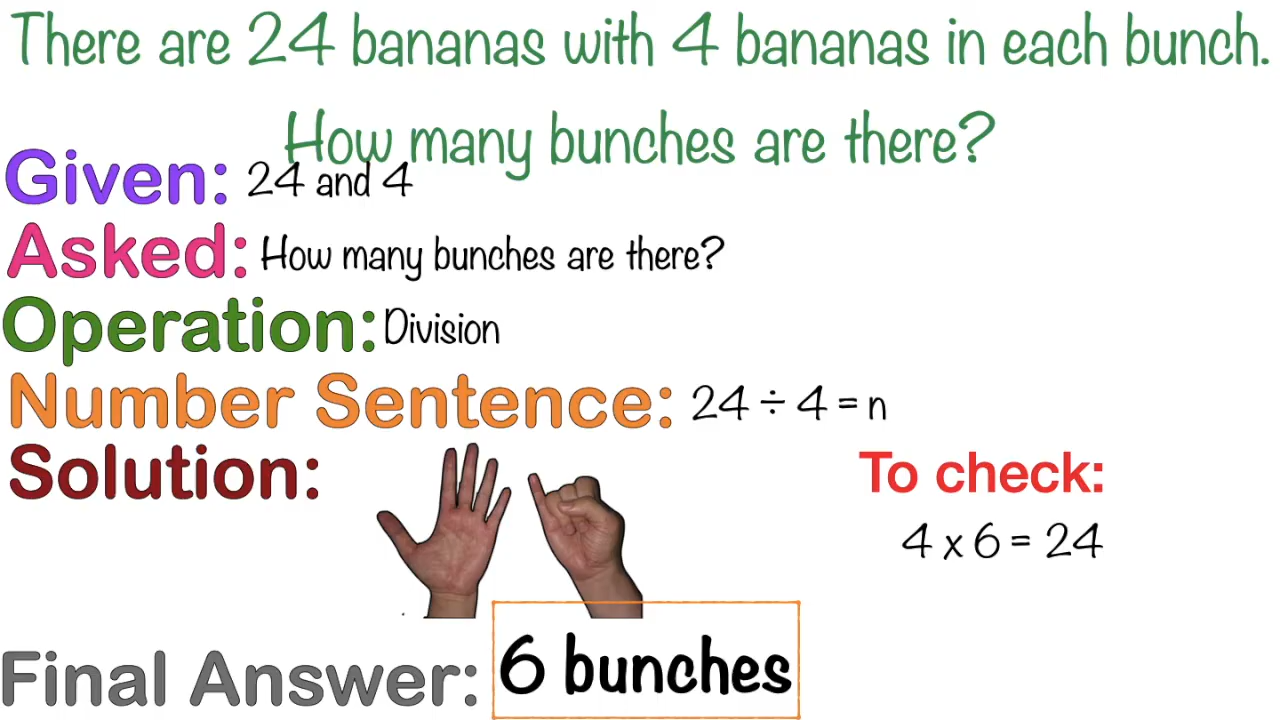 There are 24 bananas with 4 bananas in each bunch.
How many bunches are there?
Given: 24 and 4
Asked: How many bunches are there?
Operation: Division
Number Sentence: 24 ÷ 4 = n
Solution:
To check:
4 x 6 = 24
Final Answer: 6 bunches